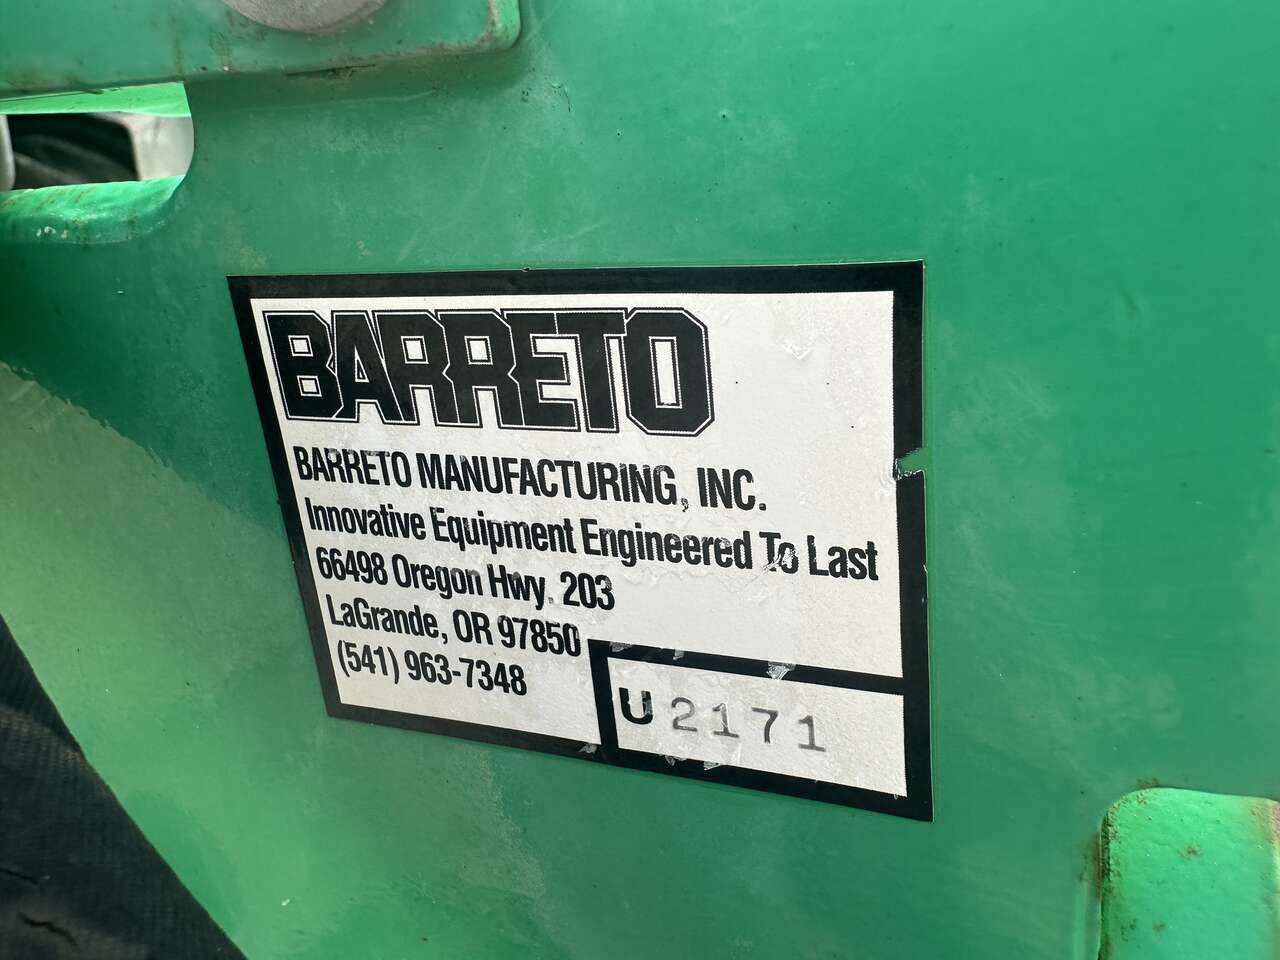 BARRETO
BARRETO MANUFACTURING, INC.
Innovative Equipment Engineered To Last
66498 Oregon Hwy. 203
LaGrande, OR 97850
(541) 963-7348
U 2171